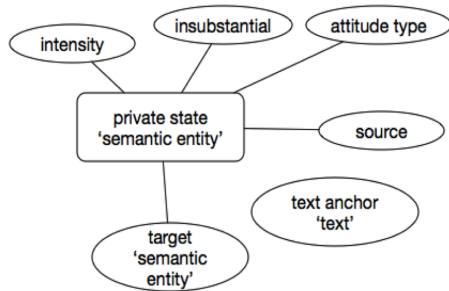 intensity
insubstantial
attitude type
private state
‘semantic entity’
source
text anchor
‘text’
target
‘semantic
entity’